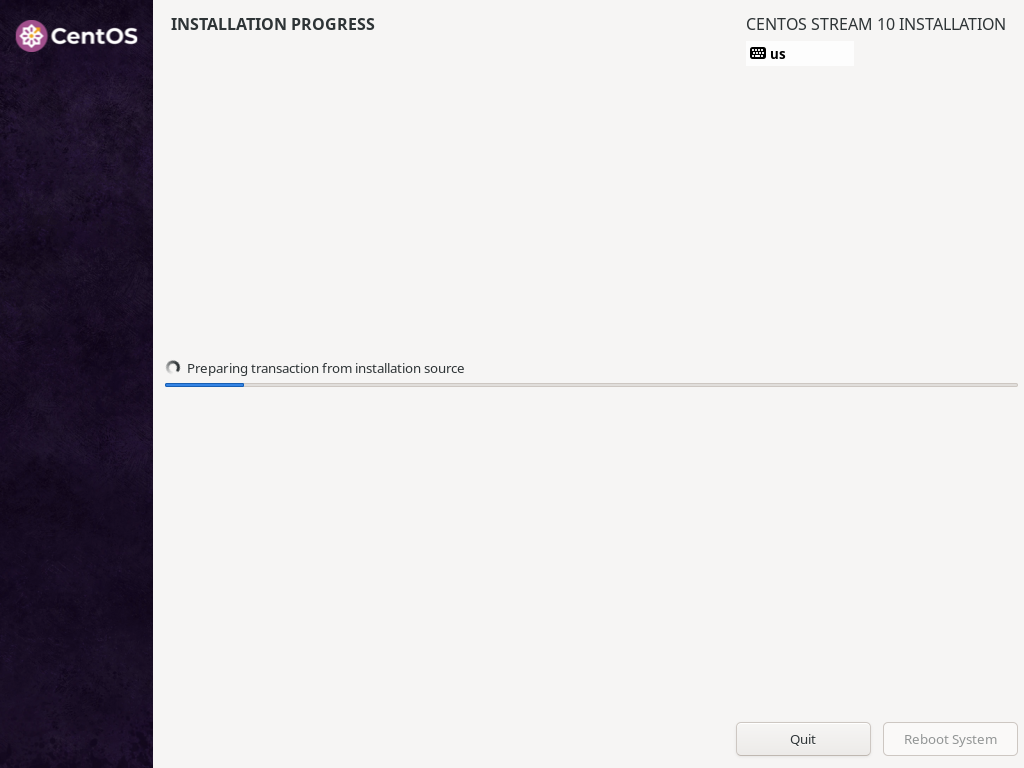 CentOS
INSTALLATION PROGRESS
CENTOS STREAM 10 INSTALLATION
us
Preparing transaction from installation source
Quit
Reboot System